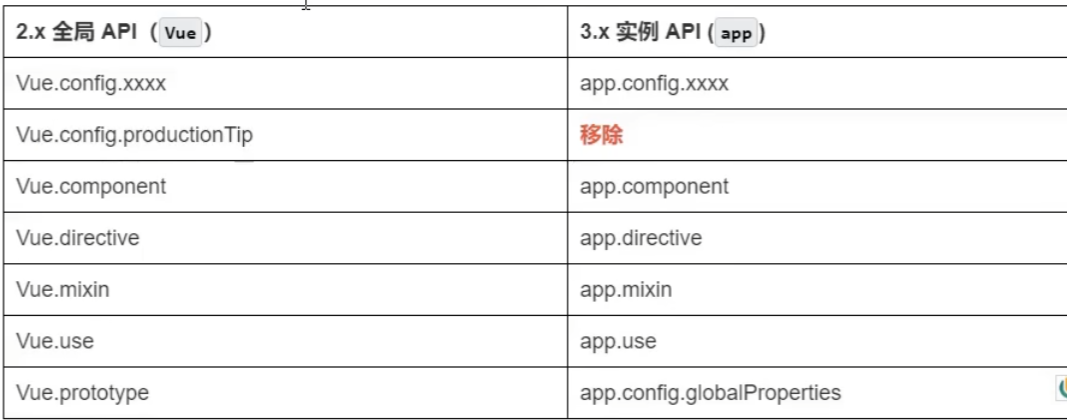 2.x 全局 API（Vue）
3.x 实例 API (app)
Vue.config.xxxx
app.config.xxxx
Vue.config.productionTip
移除
Vue.component
app.component
Vue.directive
app.directive
Vue.mixin
app.mixin
Vue.use
app.use
Vue.prototype
app.config.globalProperties